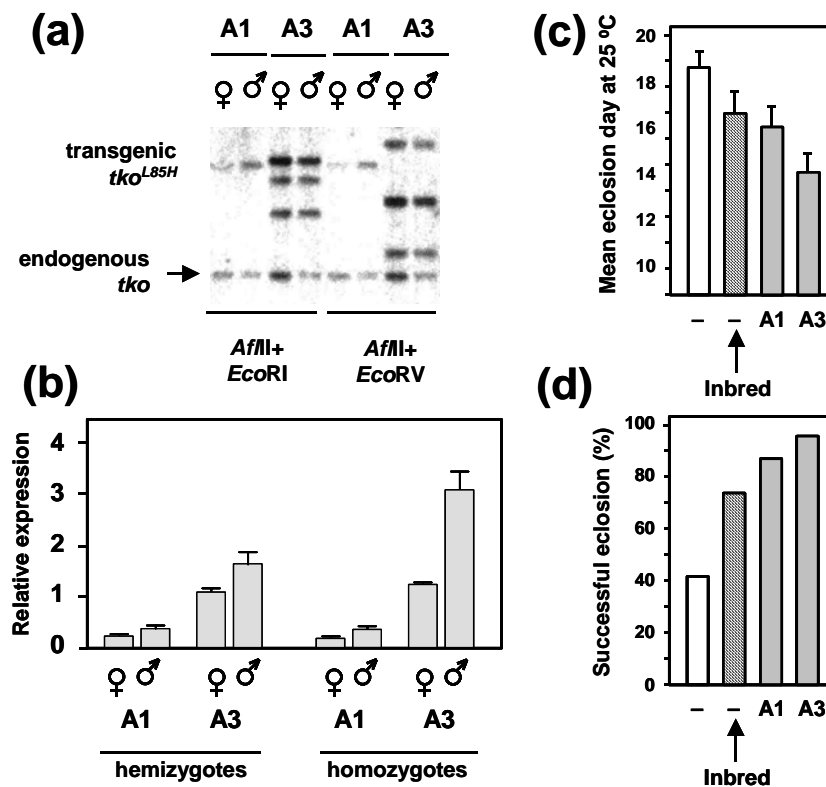 (a)
A1 A3 A1 A3
♀ ♂ ♀ ♂ ♀ ♂ ♀ ♂
transgenic
tkoL85H
endogenous
tko
AflII+ AflII+
EcoRI EcoRV
(b)
Relative expression
4
3
2
1
0
♀ ♂ ♀ ♂ ♀ ♂ ♀ ♂
A1 A3 A1 A3
hemizygotes homozygotes
(c)
Mean eclosion day at 25 ºC
20
18
16
14
12
10
– – A1 A3
Inbred
(d)
Successful eclosion (%)
100
80
60
40
20
0
– – A1 A3
Inbred